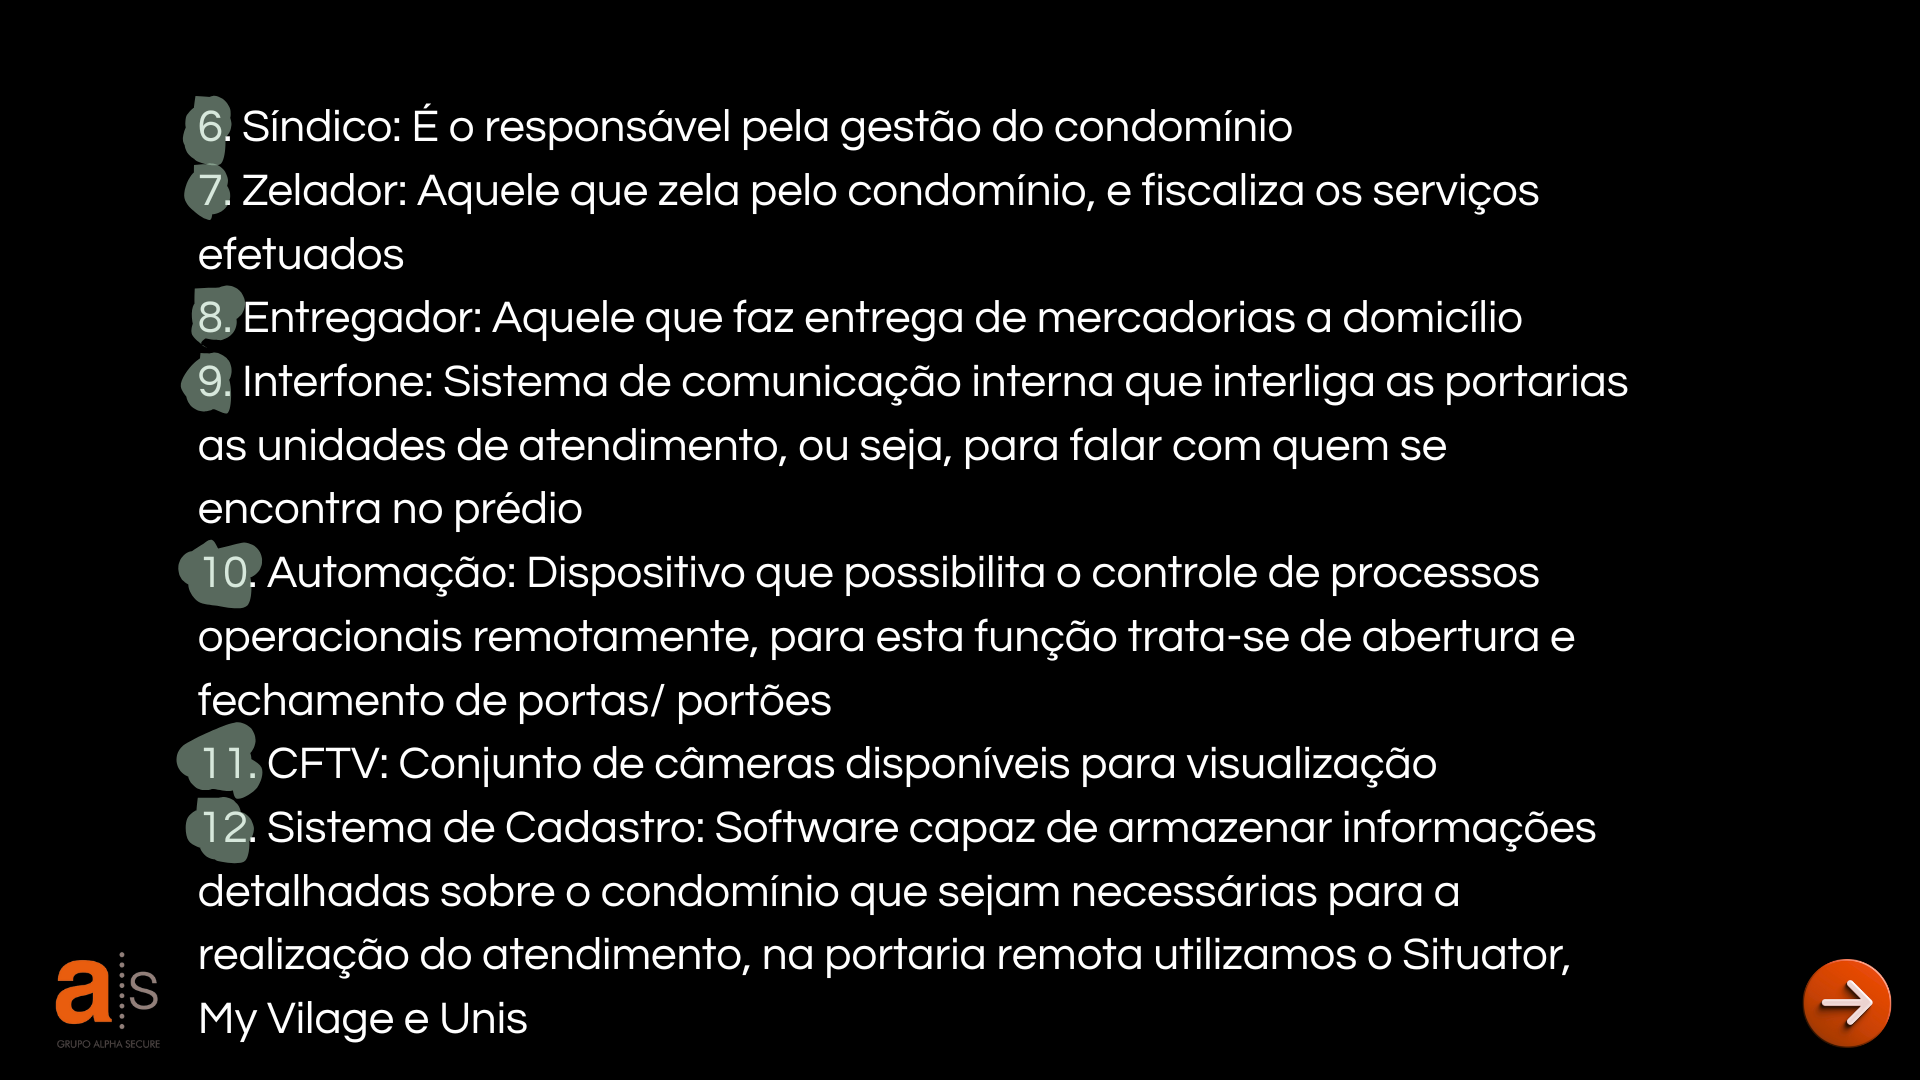 6. Síndico: É o responsável pela gestão do condomínio
7. Zelador: Aquele que zela pelo condomínio, e fiscaliza os serviços
efetuados
8. Entregador: Aquele que faz entrega de mercadorias a domicílio
9. Interfone: Sistema de comunicação interna que interliga as portarias
as unidades de atendimento, ou seja, para falar com quem se
encontra no prédio
10. Automação: Dispositivo que possibilita o controle de processos
operacionais remotamente, para esta função trata-se de abertura e
fechamento de portas/ portões
11. CFTV: Conjunto de câmeras disponíveis para visualização
12. Sistema de Cadastro: Software capaz de armazenar informações
detalhadas sobre o condomínio que sejam necessárias para a
realização do atendimento, na portaria remota utilizamos o Situator,
My Vilage e Unis
a s
GRUPO ALPHA SECURE